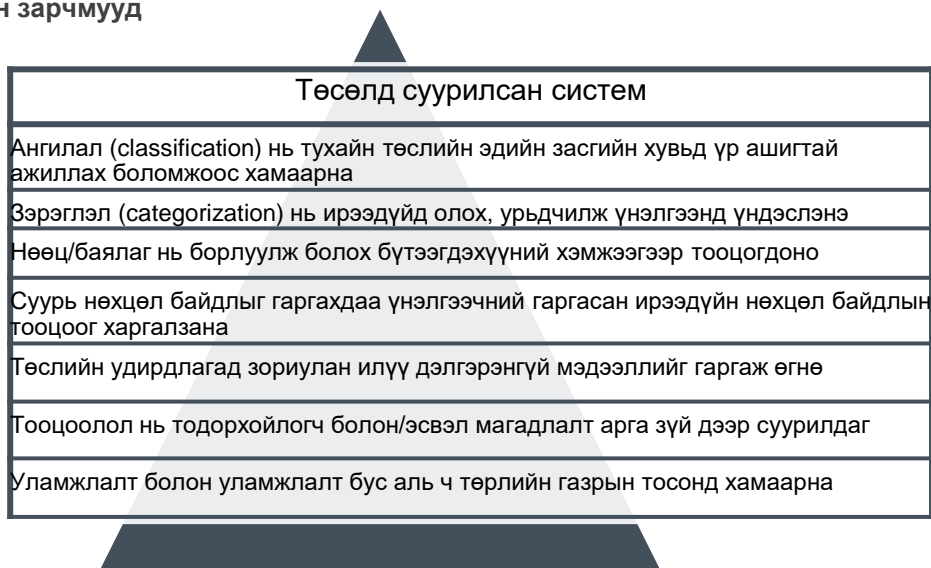 н зарчмууд
Төсөлд суурилсан систем
Ангилал (classification) нь тухайн төслийн эдийн засгийн хувьд үр ашигтай
ажиллах боломжоос хамаарна
Зэрэглэл (categorization) нь ирээдүйд олох, урьдчилж үнэлгээнд үндэслэнэ
Нөөц/баялаг нь борлуулж болох бүтээгдэхүүний хэмжээгээр тооцогдоно
Суурь нөхцөл байдлыг гаргахдаа үнэлгээчний гаргасан ирээдүйн нөхцөл байдлын
тооцоог харгалзана
Төслийн удирдлагад зориулан илүү дэлгэрэнгүй мэдээллийг гаргаж өгнө
Тооцоолол нь тодорхойлогч болон/эсвэл магадлалт арга зүй дээр суурилдаг
Уламжлалт болон уламжлалт бус аль ч төрлийн газрын тосонд хамаарна